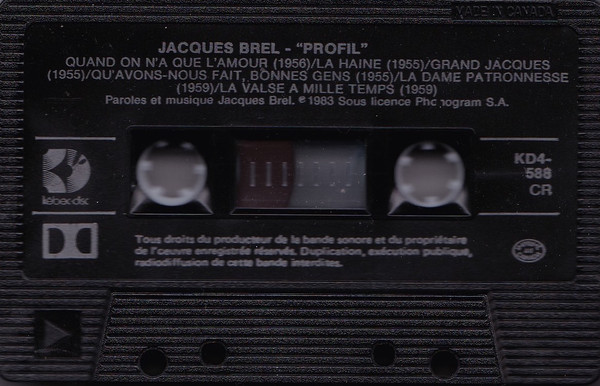 MADE IN CANADA
JACQUES BREL - "PROFIL"
QUAND ON N'A QUE L'AMOUR (1956)/LA HAINE (1955)/GRAND JACQUES
(1955)/QU'AVONS-NOUS FAIT, BONNES GENS (1955)/LA DAME PATRONNESSE
(1959)/LA VALSE A MILLE TEMPS (1959)
Paroles et musique Jacques Brel. ℗1983 Sous licence Phonogram S.A.
KD4-
588
CR
kébec-disc
Tous droits du producteur de la bande sonore et du propriétaire
de l'œuvre enregistrée réservés. Duplication, exécution publique,
radiodiffusion de cette bande interdites.